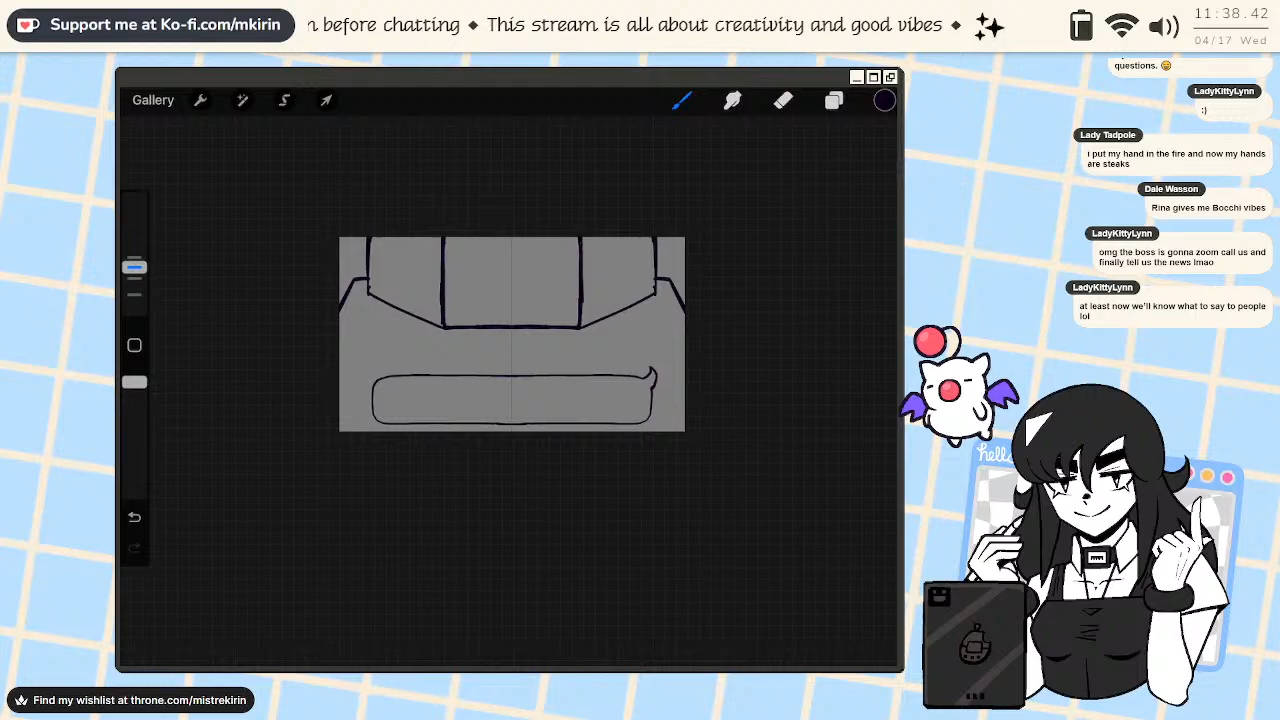 Support me at Ko-fi.com/mkirin
before chatting ◆ This stream is all about creativity and good vibes ◆
11:38.42
04/17 Wed
questions. 😄
LadyKittyLynn
:)
Lady Tadpole
I put my hand in the fire and now my hands
are steaks
Dale Wasson
Rina gives me Bocchi vibes
LadyKittyLynn
omg the boss is gonna zoom call us and
finally tell us the news lmao
LadyKittyLynn
at least now we'll know what to say to people
lol
Gallery
Find my wishlist at throne.com/mistrekirin